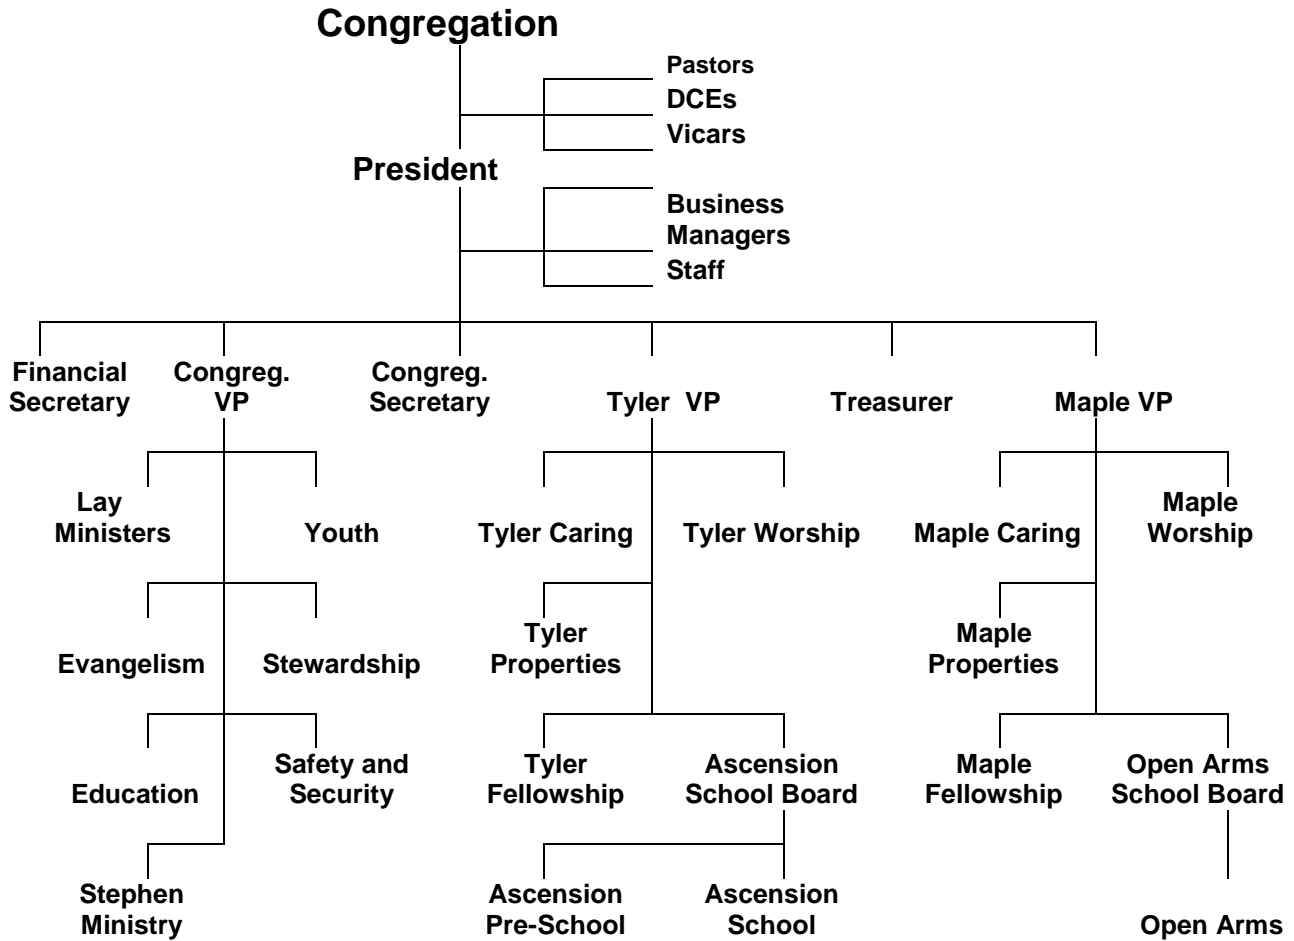 Congregation
Pastors
DCEs
Vicars
President
Business
Managers
Staff
Financial
Secretary
Congreg.
VP
Congreg.
Secretary
Tyler  VP
Treasurer
Maple VP
Lay
Ministers
Youth
Tyler Caring
Tyler Worship
Maple Caring
Maple
Worship
Evangelism
Stewardship
Tyler
Properties
Maple
Properties
Education
Safety and
Security
Tyler
Fellowship
Ascension
School Board
Maple
Fellowship
Open Arms
School Board
Stephen
Ministry
Ascension
Pre-School
Ascension
School
Open Arms